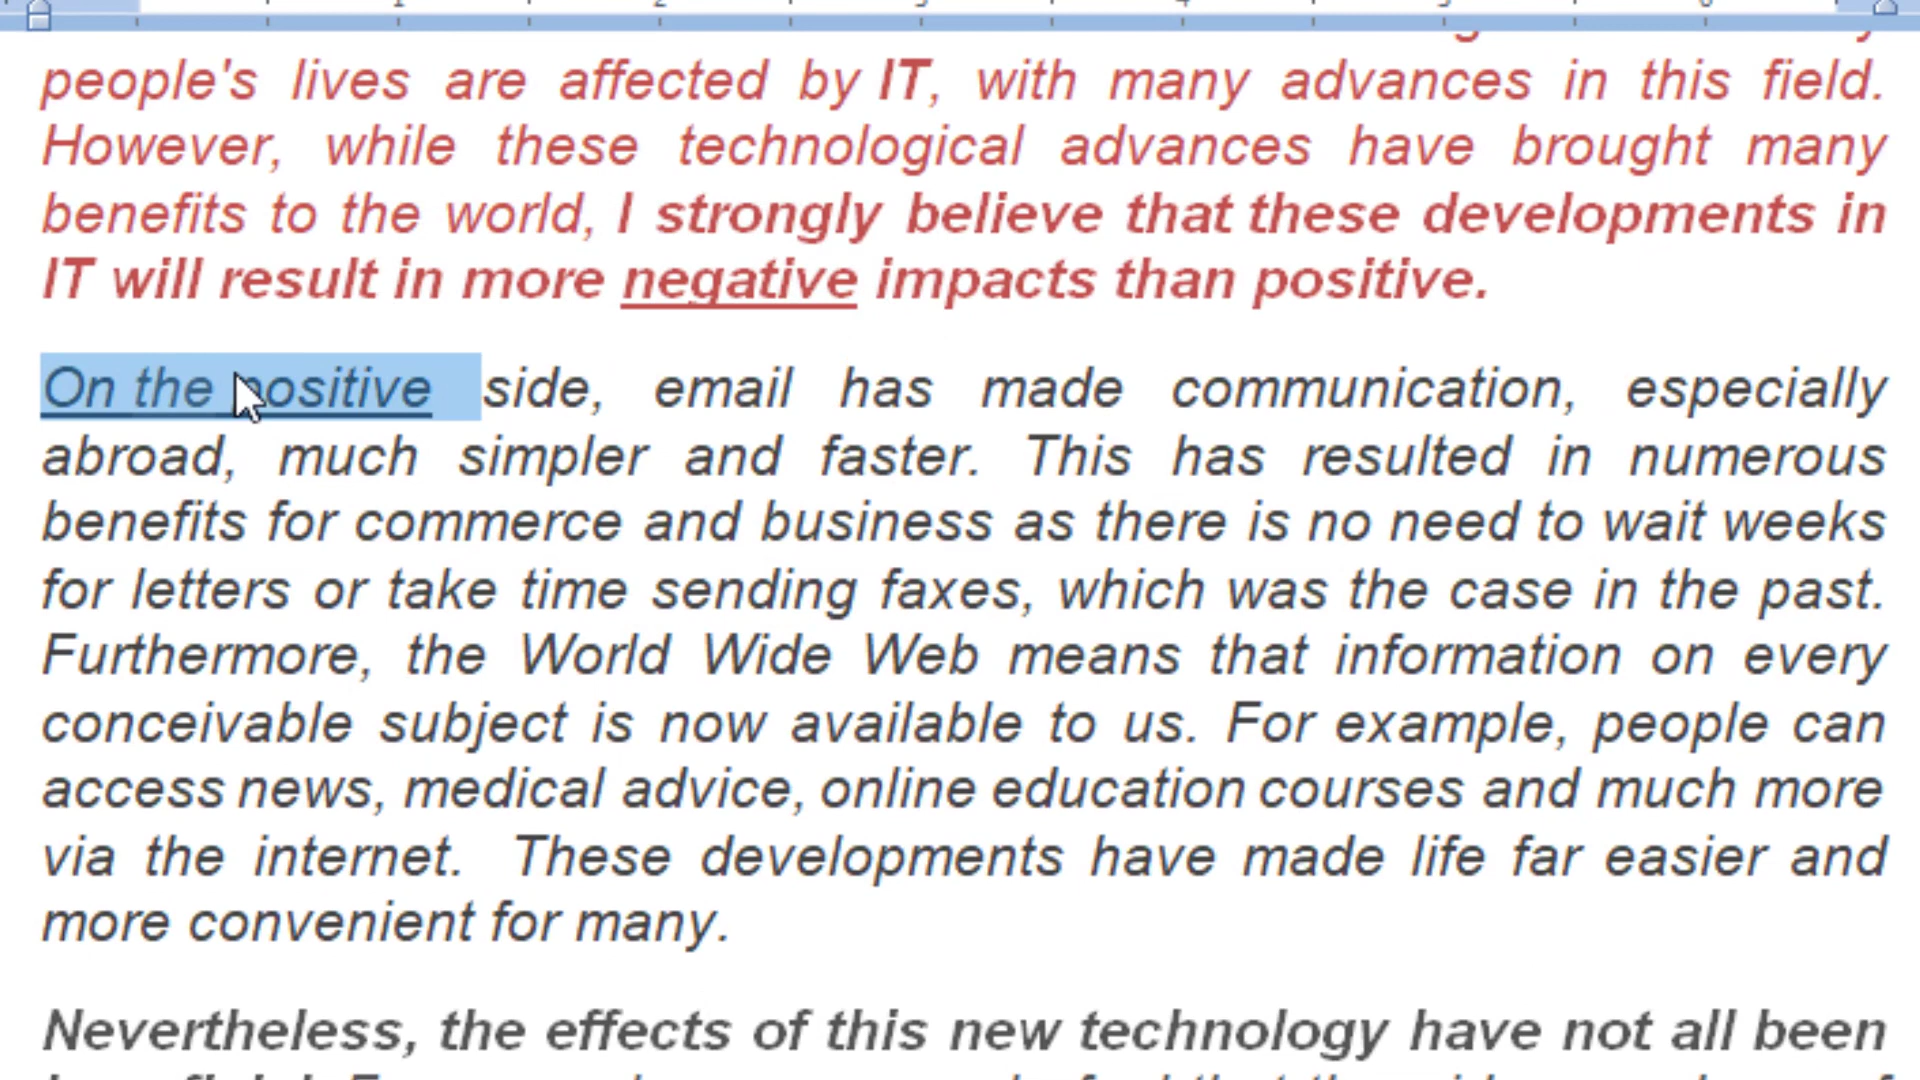 people's lives are affected by IT, with many advances in this field.
However, while these technological advances have brought many
benefits to the world, I strongly believe that these developments in
IT will result in more negative impacts than positive.
On the positive side, email has made communication, especially
abroad, much simpler and faster. This has resulted in numerous
benefits for commerce and business as there is no need to wait weeks
for letters or take time sending faxes, which was the case in the past.
Furthermore, the World Wide Web means that information on every
conceivable subject is now available to us. For example, people can
access news, medical advice, online education courses and much more
via the internet. These developments have made life far easier and
more convenient for many.
Nevertheless, the effects of this new technology have not all been